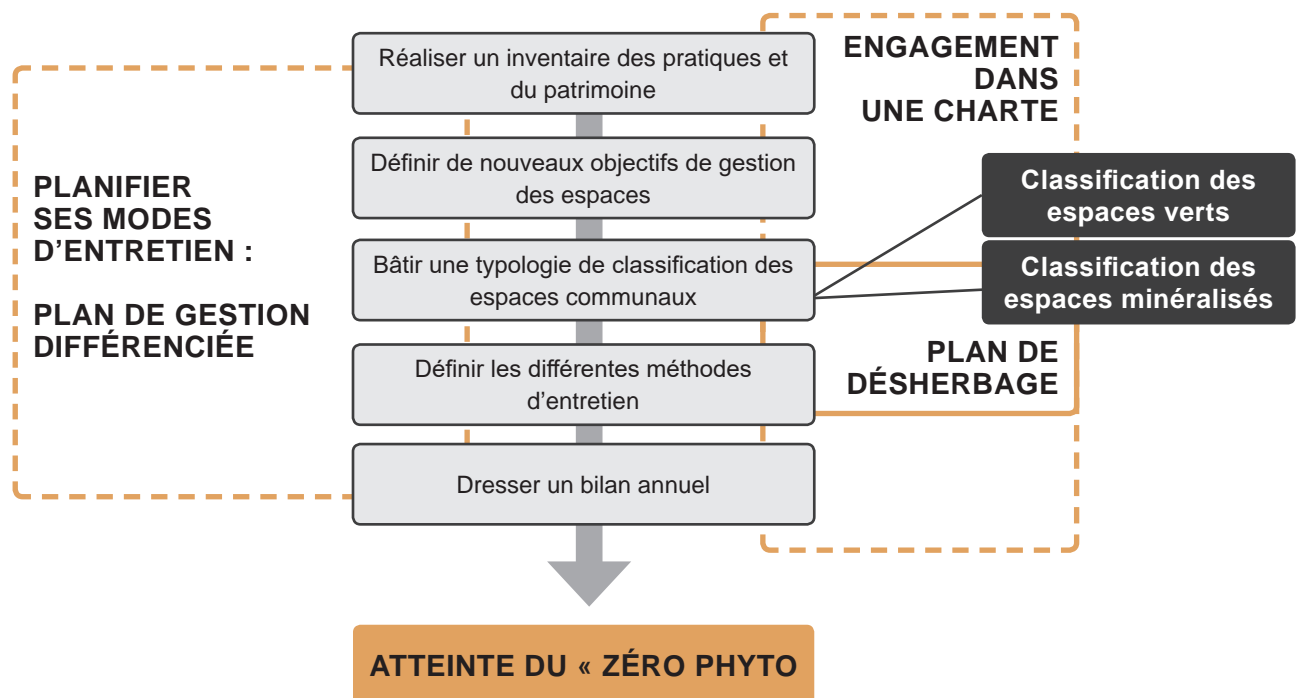 Réaliser un inventaire des pratiques et
du patrimoine
ENGAGEMENT
DANS
UNE CHARTE
PLANIFIER
SES MODES
D’ENTRETIEN :
PLAN DE GESTION
DIFFÉRENCIÉE
Définir de nouveaux objectifs de gestion
des espaces
Classification des
espaces verts
Bâtir une typologie de classification des
espaces communaux
Classification des
espaces minéralisés
Définir les différentes méthodes
d’entretien
PLAN DE
DÉSHERBAGE
Dresser un bilan annuel
ATTEINTE DU « ZÉRO PHYTO